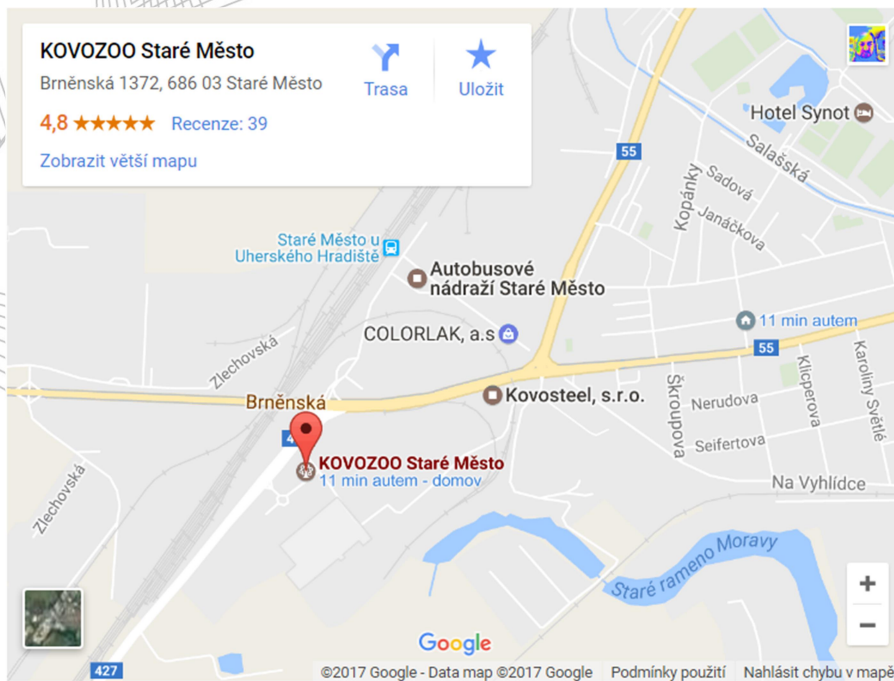 KOVOZOO Staré Město
Brněnská 1372, 686 03 Staré Město
4,8 ★★★★★ Recenze: 39
Zobrazit větší mapu
Trasa
Uložit
Hotel Synot
55
Salašská
Sadová
Kopánky
Janáčkova
Staré Město u
Uherského Hradiště
Autobusové
nádraží Staré Město
11 min autem
COLORLAK, a.s
55
Zlechovská
Kovosteel, s.r.o.
Škroupova
Nerudova
Klicperova
Karoliny Světlé
Brněnská
Seifertova
KOVOZOO Staré Město
11 min autem - domov
Na Vyhlídce
Zlechovská
Staré rameno Moravy
+
−
Google
427
©2017 Google - Data map ©2017 Google Podmínky použití Nahlásit chybu v mapě